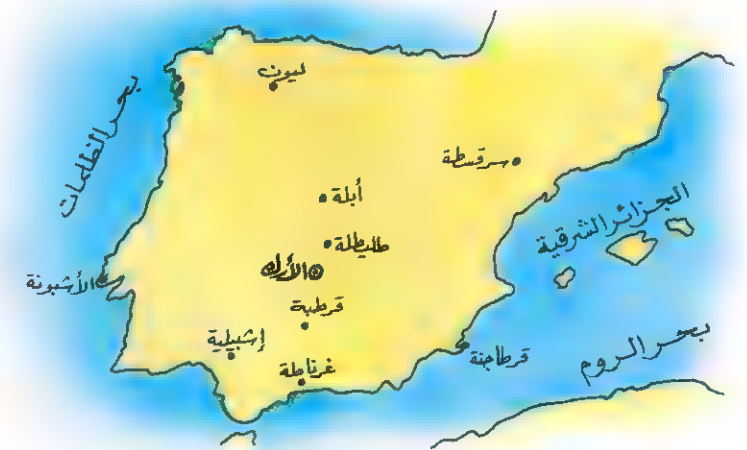 ليون
بحر الظلمات
سرقسطة
أبلة
الجزائر الشرقية
طليطلة
الأرك
الأشبونة
قرطبة
إشبيلية
قرطاجنة
بحر الروم
غرناطة